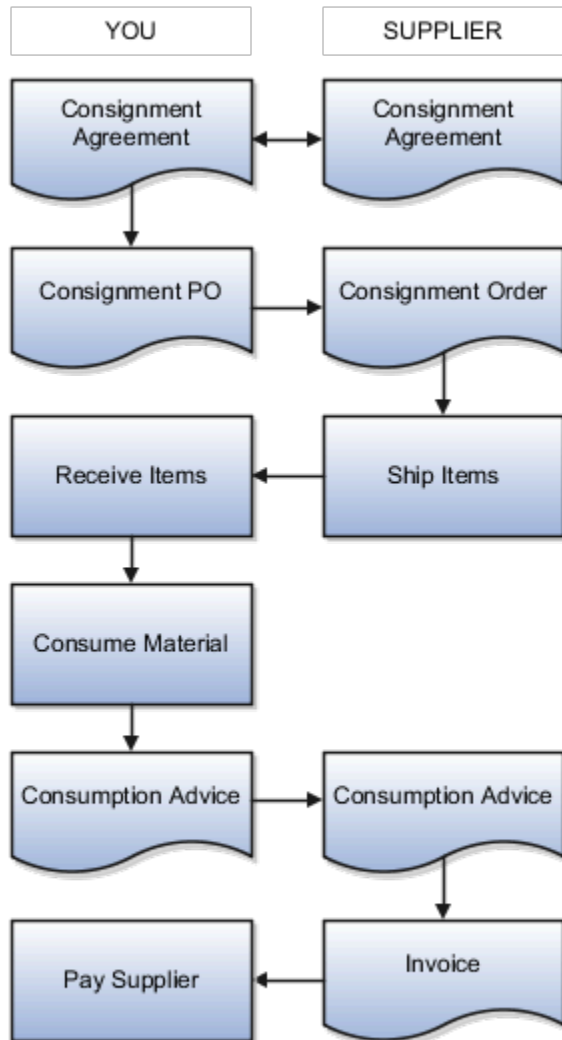 YOU
SUPPLIER
Consignment
Agreement
Consignment
Agreement
Consignment PO
Consignment Order
Receive Items
Ship Items
Consume Material
Consumption Advice
Consumption Advice
Pay Supplier
Invoice